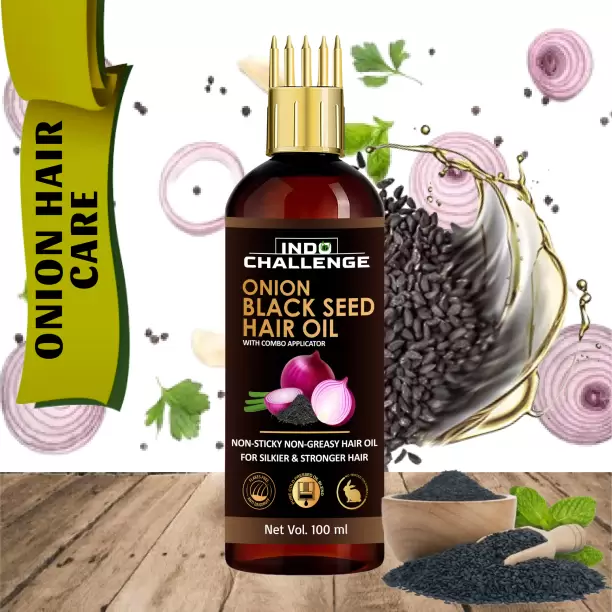 ONION HAIR
CARE
INDO
CHALLENGE
ONION
BLACK SEED
HAIR OIL
WITH COMBO APPLICATOR
NON-STICKY NON-GREASY HAIR OIL
FOR SILKIER & STRONGER HAIR
Net Vol. 100 ml